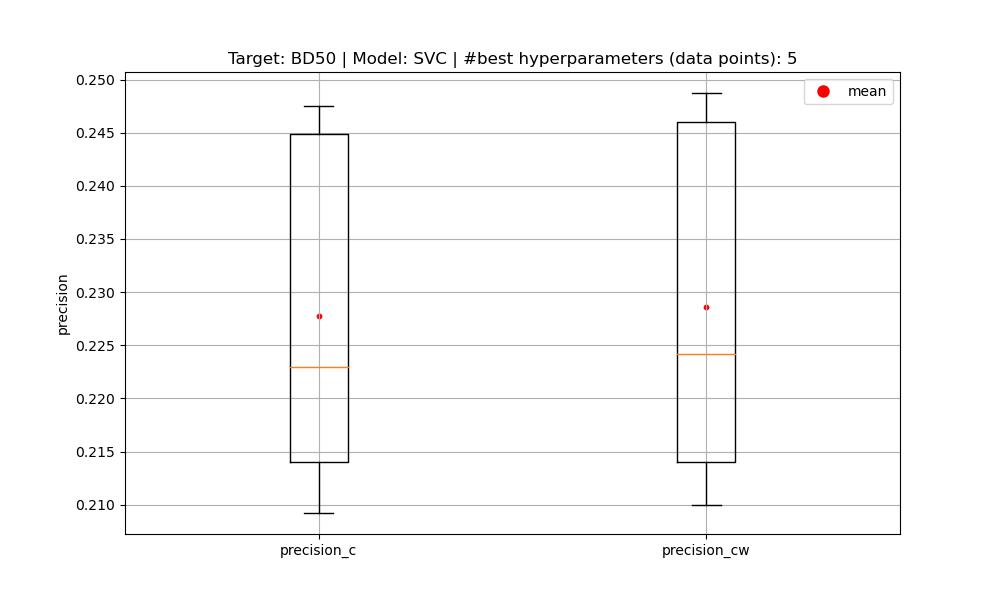 Target: BD50 | Model: SVC | #best hyperparameters (data points): 5
mean
0.250
0.245
0.240
0.235
0.230
0.225
0.220
0.215
0.210
precision
precision_c
precision_cw